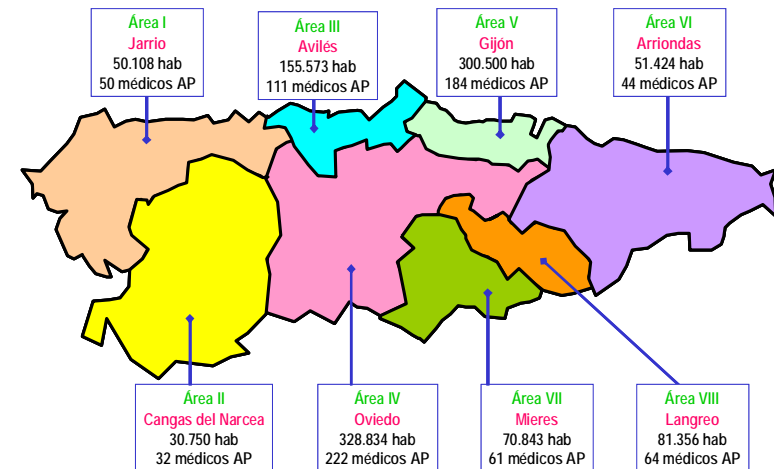 Área I
Jarrio
50.108 hab
50 médicos AP
Área III
Avilés
155.573 hab
111 médicos AP
Área V
Gijón
300.500 hab
184 médicos AP
Área VI
Arriondas
51.424 hab
44 médicos AP
Área II
Cangas del Narcea
30.750 hab
32 médicos AP
Área IV
Oviedo
328.834 hab
222 médicos AP
Área VII
Mieres
70.843 hab
61 médicos AP
Área VIII
Langreo
81.356 hab
64 médicos AP